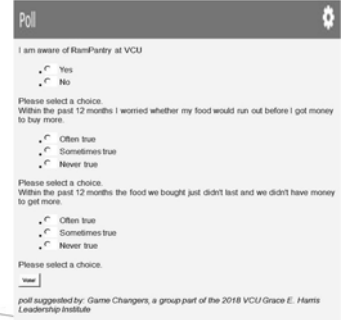 Poll
I am aware of RamPantry at VCU
Yes
No
Please select a choice.
Within the past 12 months I worried whether my food would run out before I got money
to buy more.
Often true
Sometimes true
Never true
Please select a choice.
Within the past 12 months the food we bought just didn't last and we didn't have money
to get more.
Often true
Sometimes true
Never true
Please select a choice.
poll suggested by: Game Changers, a group part of the 2018 VCU Grace E. Harris
Leadership Institute